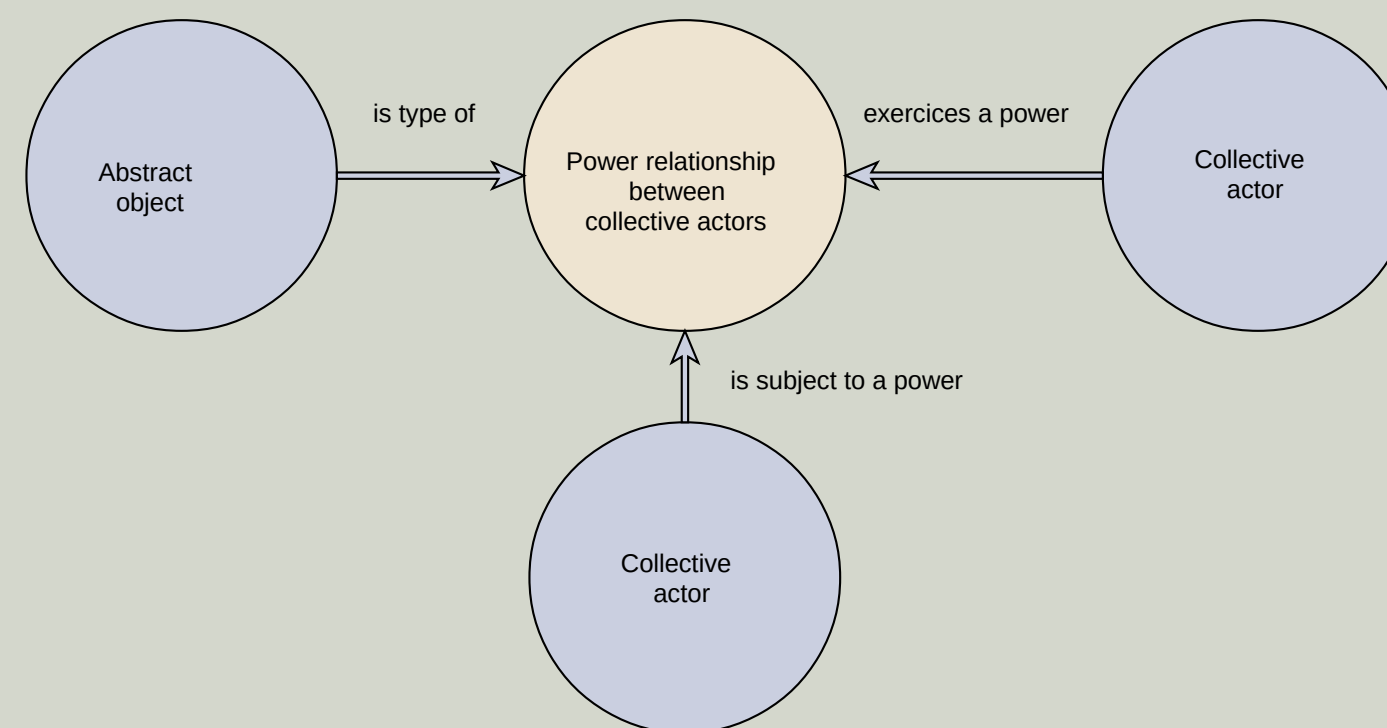 is type of
exercices a power
Abstract
object
Power relationship
between
collective actors
Collective
actor
is subject to a power
Collective
actor